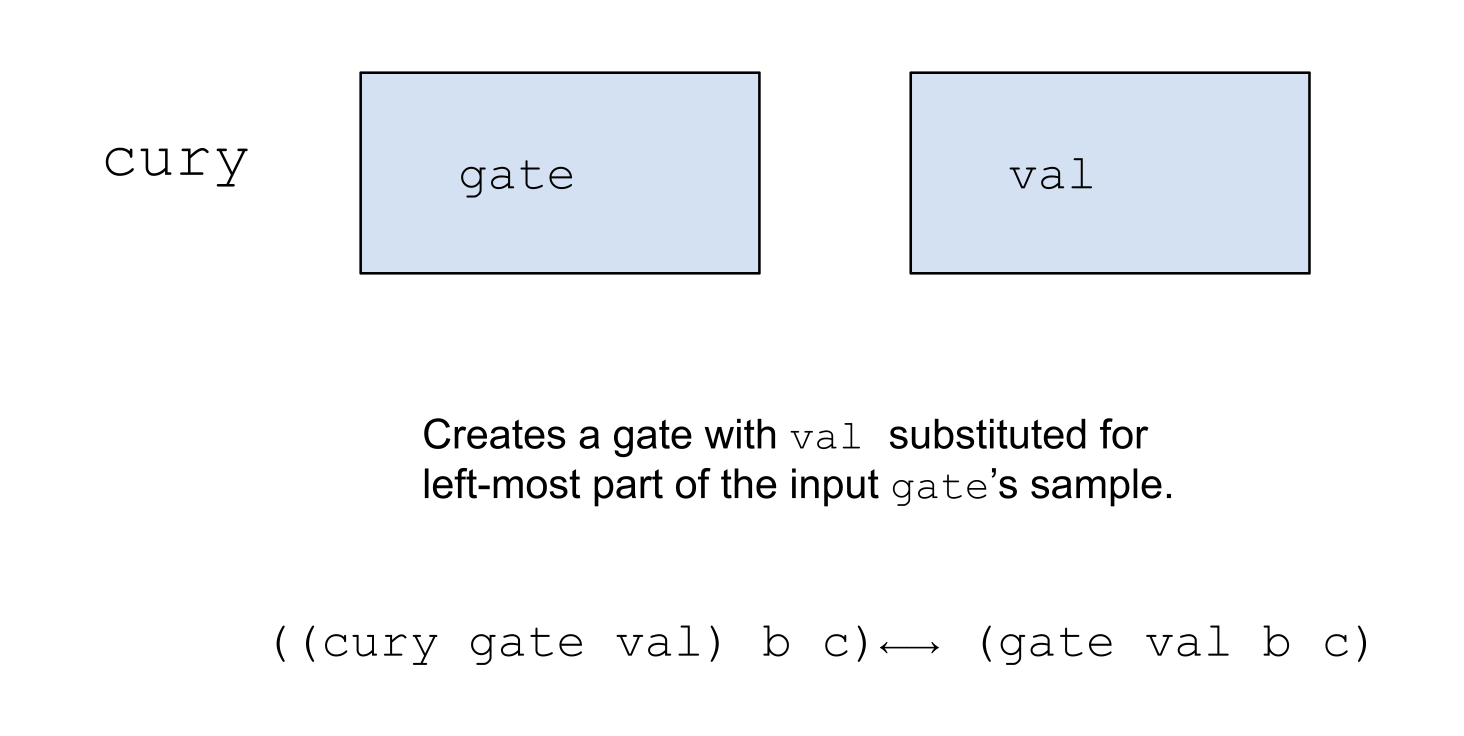 cury gate val
Creates a gate with val substituted for
left-most part of the input gate’s sample.
((cury gate val) b c)⟷ (gate val b c)